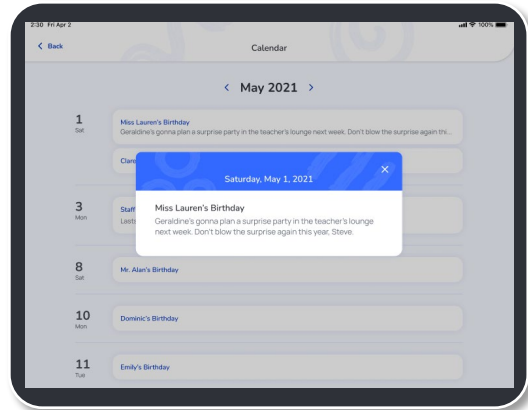 2:30 Fri Apr 2
100%
Back
Calendar
May 2021
1
Sat
Miss Lauren's Birthday
Geraldine's gonna plan a surprise party in the teacher's lounge next week. Don't blow the surprise again thi...
Clare
Saturday, May 1, 2021
Miss Lauren's Birthday
Geraldine's gonna plan a surprise party in the teacher's lounge
next week. Don't blow the surprise again this year, Steve.
3
Mon
Staff
8
Sat
Mr. Alan's Birthday
10
Mon
Dominic's Birthday
11
Tue
Emily's Birthday